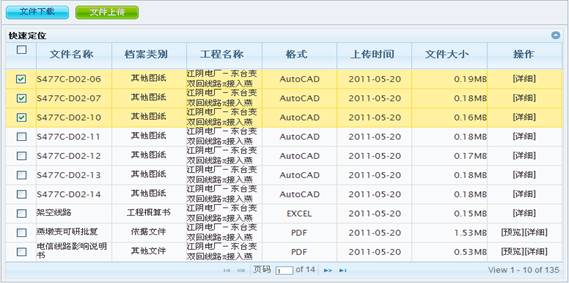 文件下载 文件上传
快速定位
文件名称 档案类别 工程名称 格式 上传时间 文件大小 操作
S477C-D02-06 其他图纸 江阴电厂-东台变双回线路π接入燕 AutoCAD 2011-05-20 0.19MB [详细]
S477C-D02-07 其他图纸 江阴电厂-东台变双回线路π接入燕 AutoCAD 2011-05-20 0.18MB [详细]
S477C-D02-10 其他图纸 江阴电厂-东台变双回线路π接入燕 AutoCAD 2011-05-20 0.16MB [详细]
S477C-D02-11 其他图纸 江阴电厂-东台变双回线路π接入燕 AutoCAD 2011-05-20 0.18MB [详细]
S477C-D02-12 其他图纸 江阴电厂-东台变双回线路π接入燕 AutoCAD 2011-05-20 0.17MB [详细]
S477C-D02-13 其他图纸 江阴电厂-东台变双回线路π接入燕 AutoCAD 2011-05-20 0.18MB [详细]
S477C-D02-14 其他图纸 江阴电厂-东台变双回线路π接入燕 AutoCAD 2011-05-20 0.18MB [详细]
架空线路 工程概算书 江阴电厂-东台变双回线路π接入燕 EXCEL 2011-05-20 0.15MB [详细]
燕墩变可研批复 依据文件 江阴电厂-东台变双回线路π接入燕 PDF 2011-05-20 1.53MB [预览][详细]
电信线路影响说明书 其他文件 江阴电厂-东台变双回线路π接入燕 PDF 2011-05-20 0.53MB [预览][详细]
页码 1 of 14 View 1 - 10 of 135